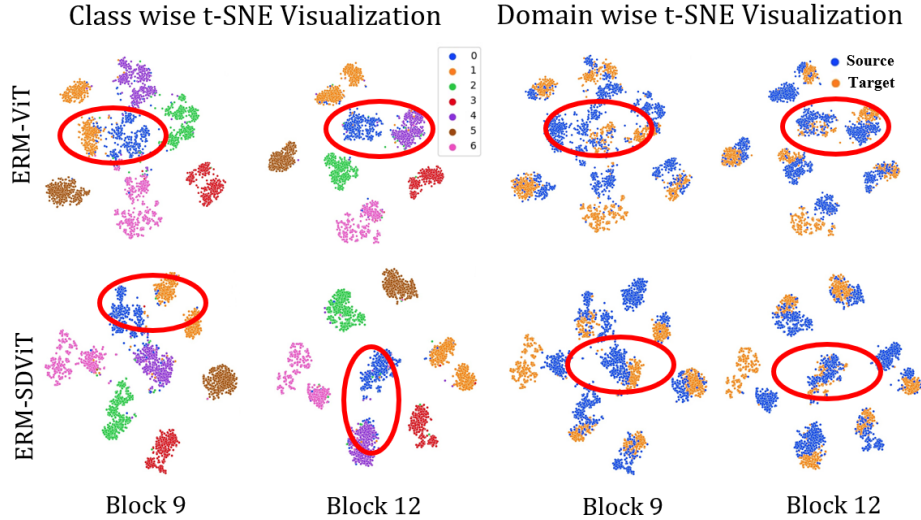 Class wise t-SNE Visualization
Domain wise t-SNE Visualization
ERM-ViT
0
1
2
3
4
5
6
Source
Target
ERM-SDViT
Block 9
Block 12
Block 9
Block 12